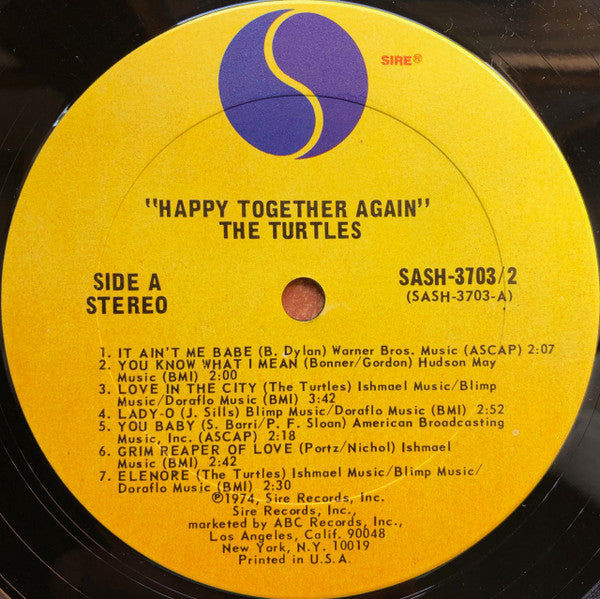 SIRE®
"HAPPY TOGETHER AGAIN"
THE TURTLES
SIDE A
STEREO
SASH-3703/2
(SASH-3703-A)
1. IT AIN'T ME BABE (B. Dylan) Warner Bros. Music (ASCAP) 2:07
2. YOU KNOW WHAT I MEAN (Bonner/Gordon) Hudson May
Music (BMI) 2:00
3. LOVE IN THE CITY (The Turtles) Ishmael Music/Blimp
Music/Doraflo Music (BMI) 3:42
4. LADY-O (J. Sills) Blimp Music/Doraflo Music (BMI) 2:52
5. YOU BABY (S. Barri/P. F. Sloan) American Broadcasting
Music, Inc. (ASCAP) 2:18
6. GRIM REAPER OF LOVE (Portz/Nichol) Ishmael
Music (BMI) 2:42
7. ELENORE (The Turtles) Ishmael Music/Blimp Music/
Doraflo Music (BMI) 2:30
℗1974, Sire Records, Inc.
Sire Records, Inc.,
marketed by ABC Records, Inc.,
Los Angeles, Calif. 90048
New York, N.Y. 10019
Printed in U.S.A.